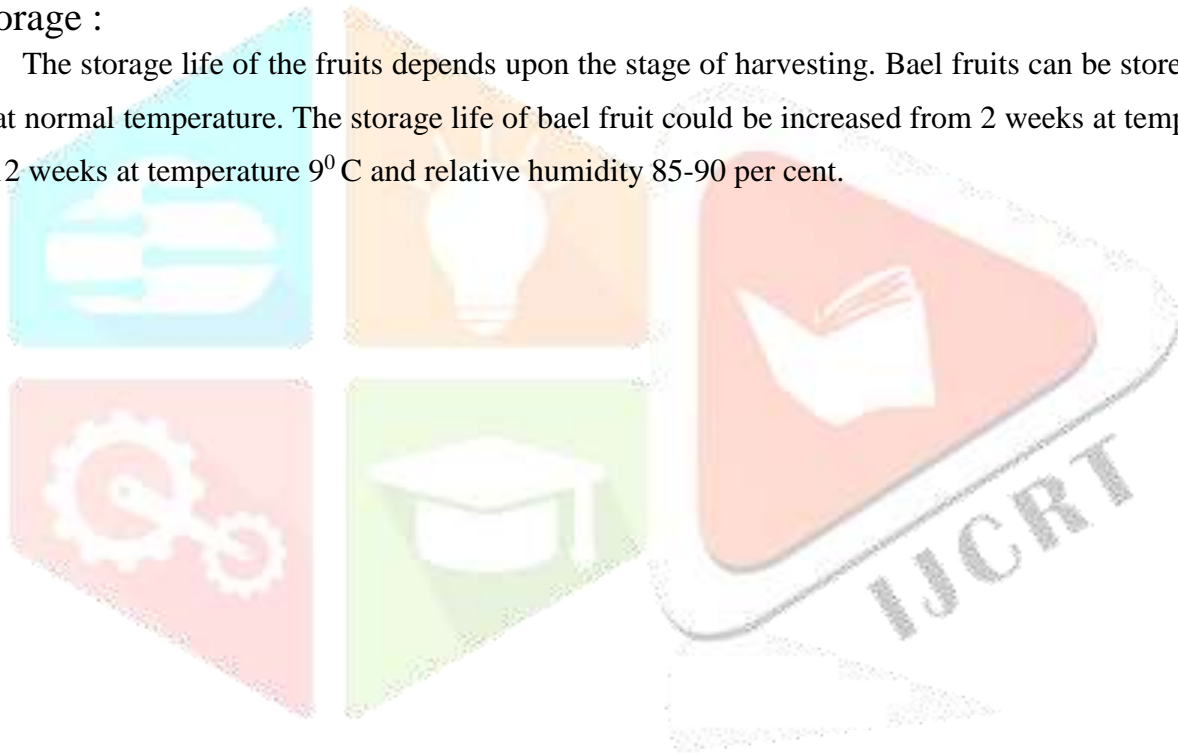 orage :
The storage life of the fruits depends upon the stage of harvesting. Bael fruits can be store
at normal temperature. The storage life of bael fruit could be increased from 2 weeks at temp
2 weeks at temperature 9⁰ C and relative humidity 85-90 per cent.
IJCRT